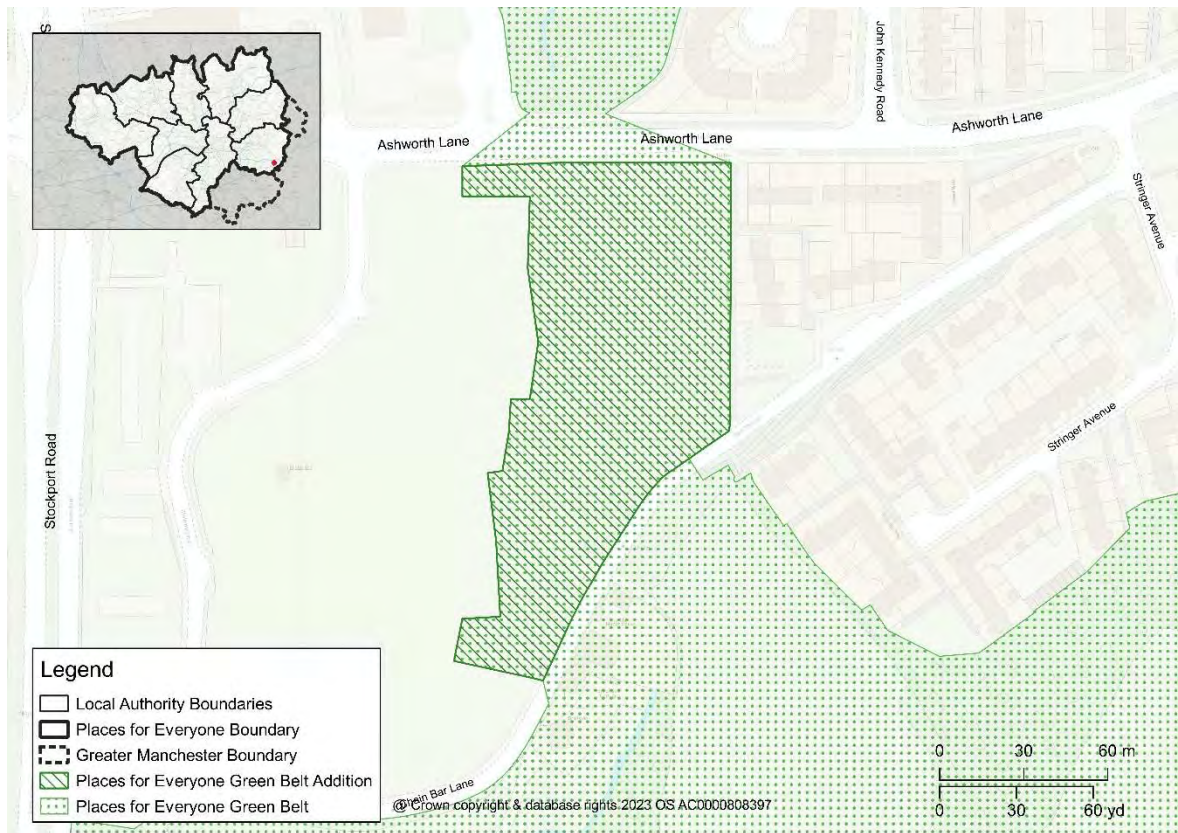 S
John Kennedy Road
Ashworth Lane
Ashworth Lane
Ashworth Lane
Stringer Avenue
Stringer Avenue
Stockport Road
Legend
Local Authority Boundaries
Places for Everyone Boundary
Greater Manchester Boundary
Places for Everyone Green Belt Addition
Places for Everyone Green Belt
Bar Lane
@ Crown copyright & database rights 2023 OS AC0000808397
0 30 60 m
0 30 60 yd